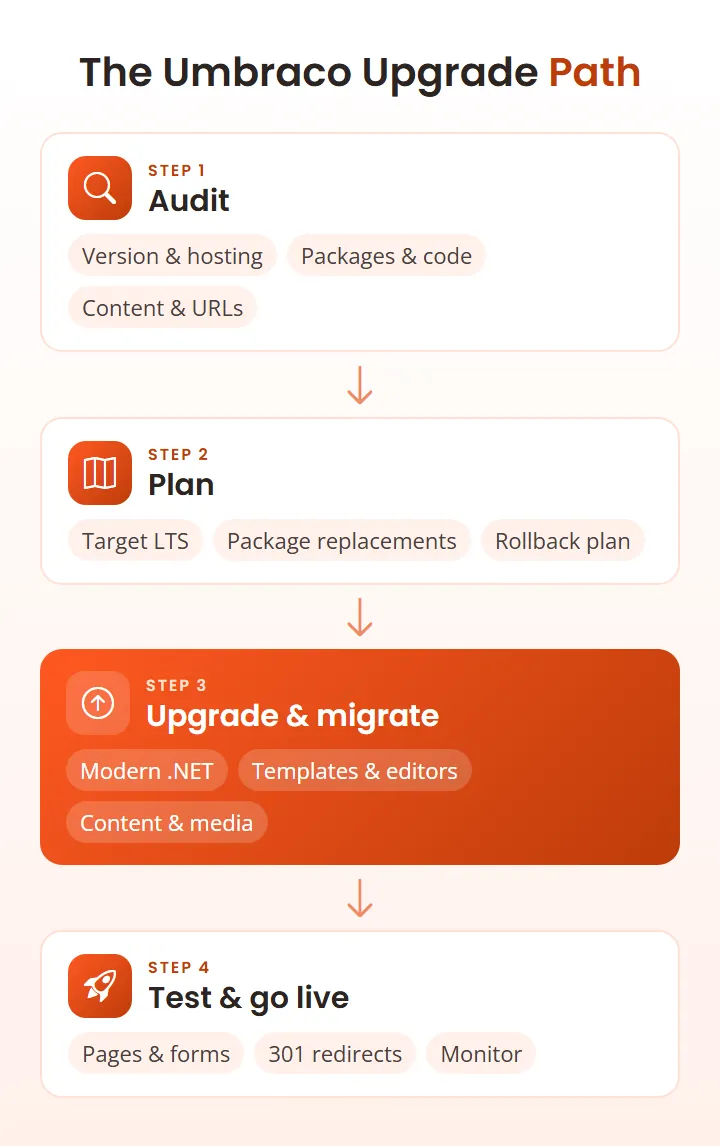 The Umbraco Upgrade Path
STEP 1
Audit
Version & hosting
Packages & code
Content & URLs
STEP 2
Plan
Target LTS
Package replacements
Rollback plan
STEP 3
Upgrade & migrate
Modern .NET
Templates & editors
Content & media
STEP 4
Test & go live
Pages & forms
301 redirects
Monitor